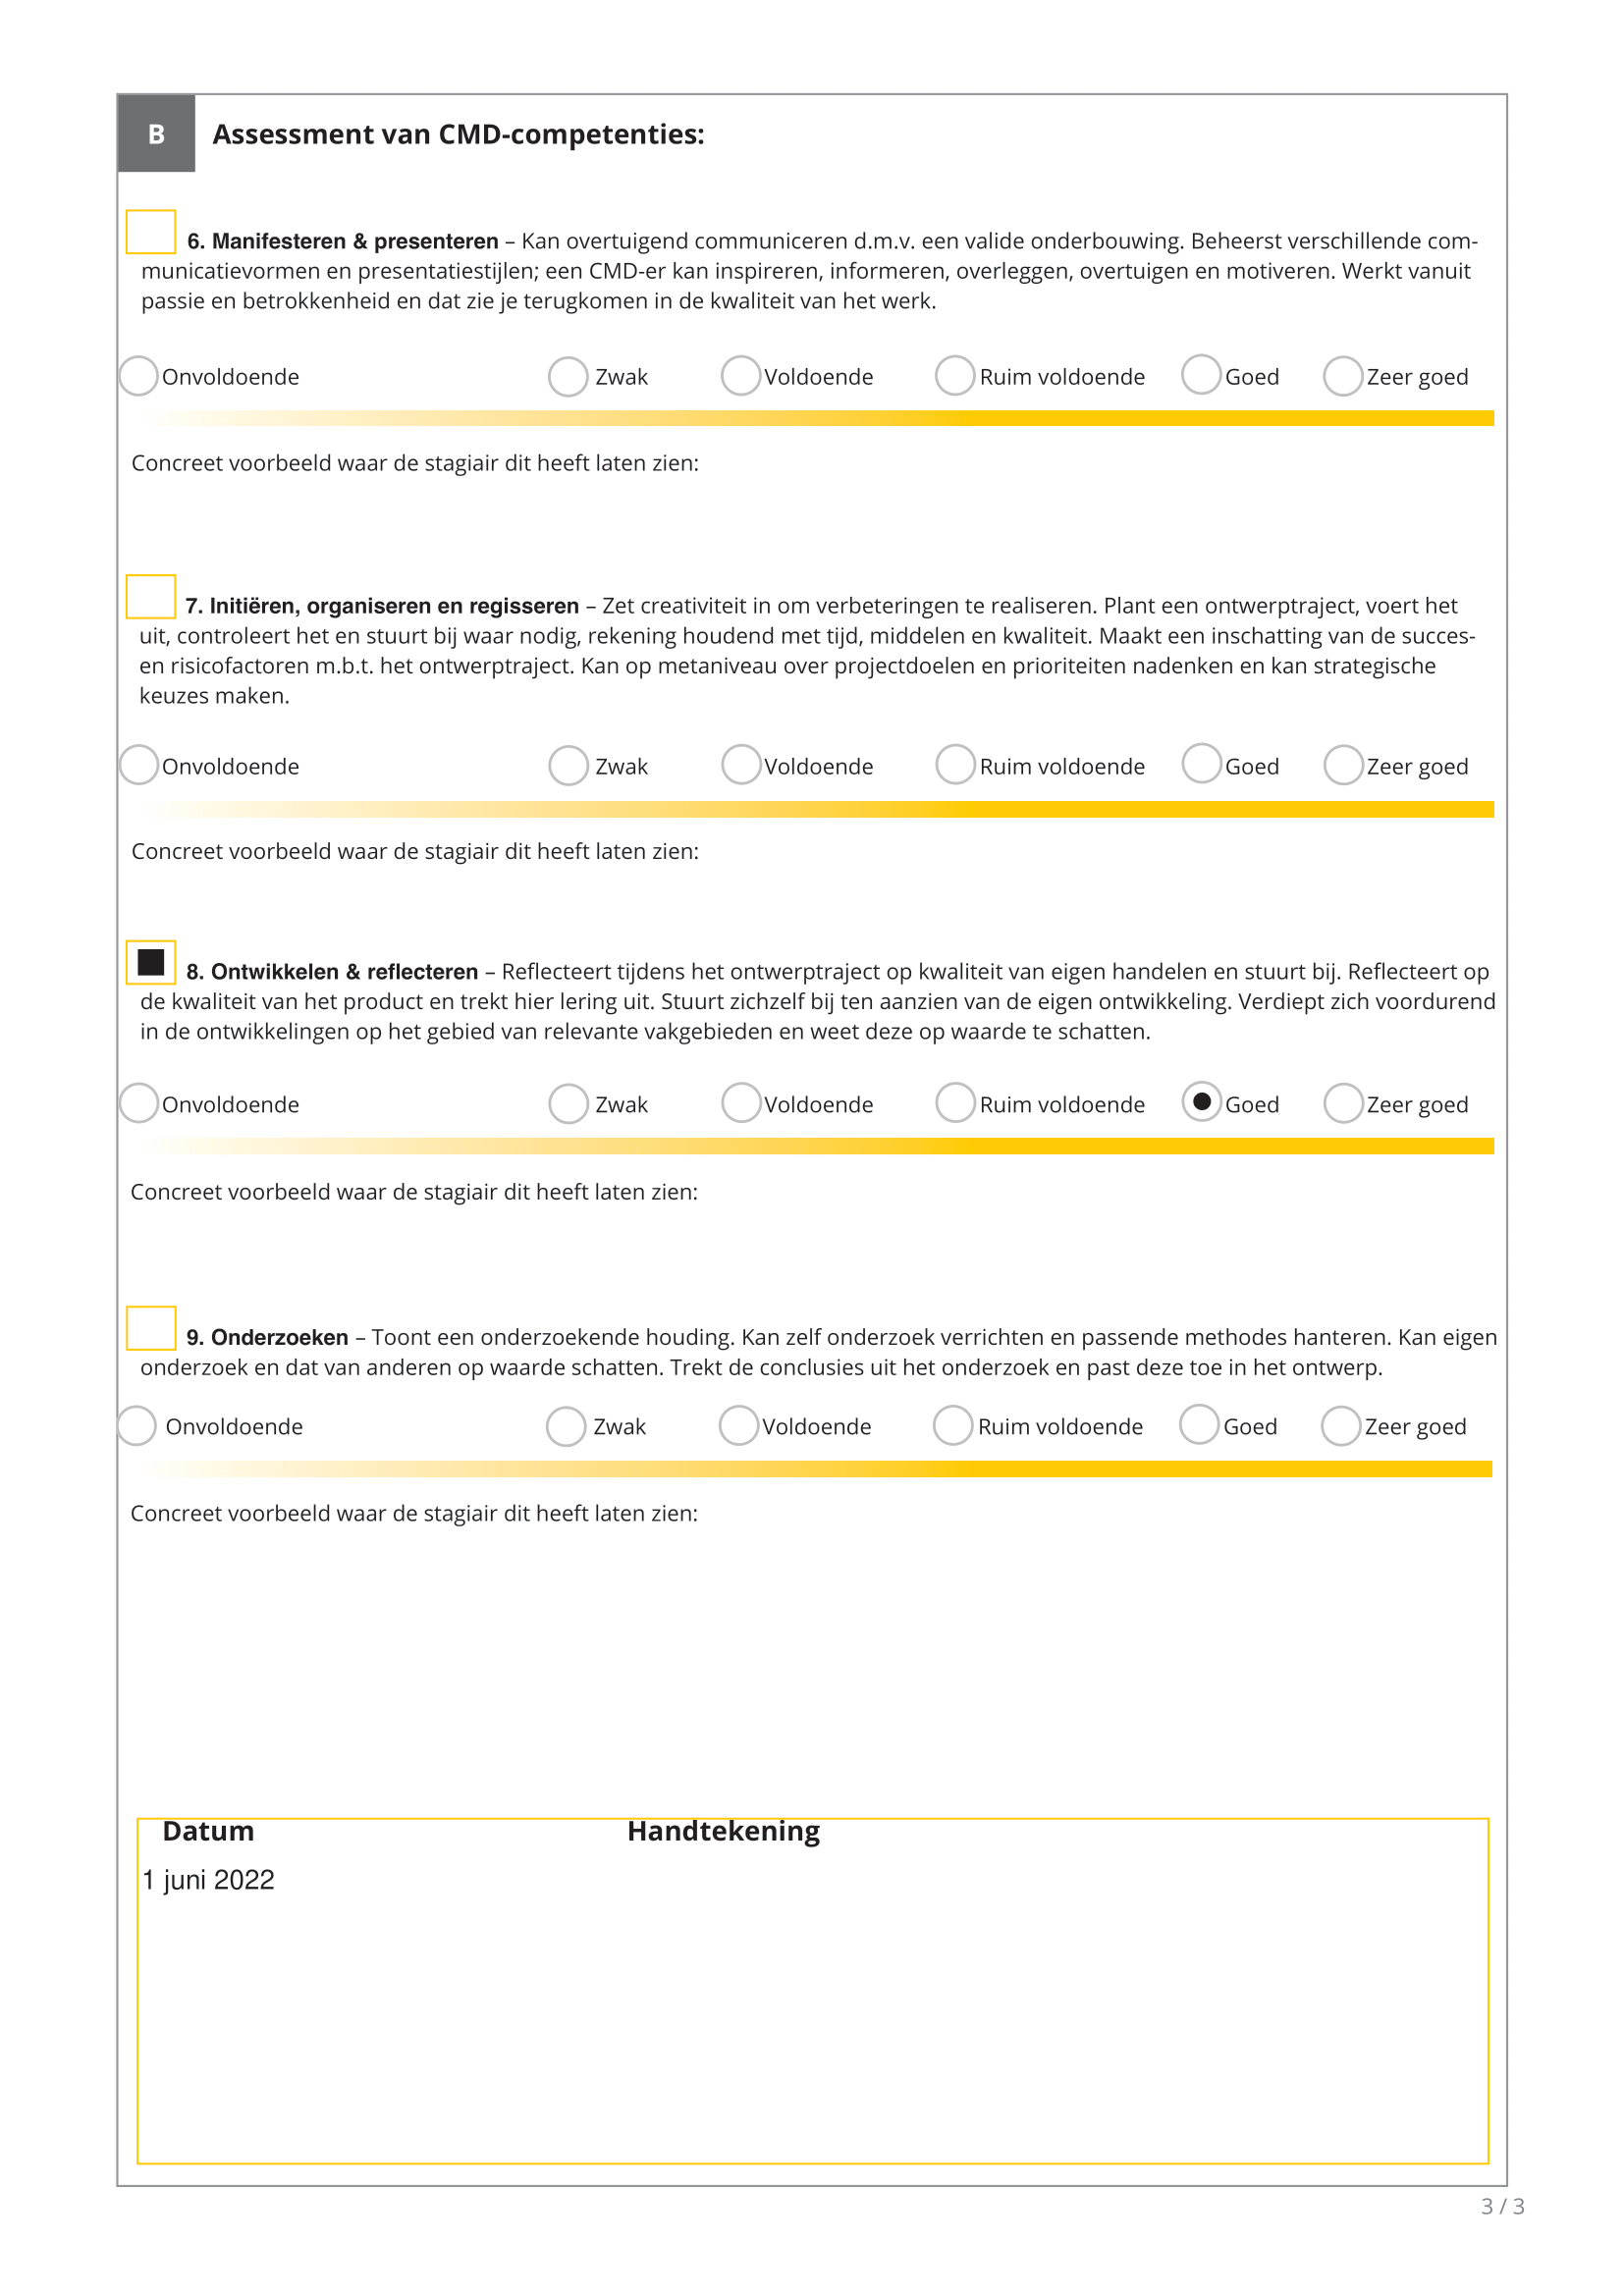 B Assessment van CMD-competenties:
6. Manifesteren & presenteren – Kan overtuigend communiceren d.m.v. een valide onderbouwing. Beheerst verschillende com-
municatievormen en presentatiestijlen; een CMD-er kan inspireren, informeren, overleggen, overtuigen en motiveren. Werkt vanuit
passie en betrokkenheid en dat zie je terugkomen in de kwaliteit van het werk.
Onvoldoende Zwak Voldoende Ruim voldoende Goed Zeer goed
Concreet voorbeeld waar de stagiair dit heeft laten zien:
7. Initiëren, organiseren en regisseren – Zet creativiteit in om verbeteringen te realiseren. Plant een ontwerptraject, voert het
uit, controleert het en stuurt bij waar nodig, rekening houdend met tijd, middelen en kwaliteit. Maakt een inschatting van de succes-
en risicofactoren m.b.t. het ontwerptraject. Kan op metaniveau over projectdoelen en prioriteiten nadenken en kan strategische
keuzes maken.
Onvoldoende Zwak Voldoende Ruim voldoende Goed Zeer goed
Concreet voorbeeld waar de stagiair dit heeft laten zien:
8. Ontwikkelen & reflecteren – Reflecteert tijdens het ontwerptraject op kwaliteit van eigen handelen en stuurt bij. Reflecteert op
de kwaliteit van het product en trekt hier lering uit. Stuurt zichzelf bij ten aanzien van de eigen ontwikkeling. Verdiept zich voordurend
in de ontwikkelingen op het gebied van relevante vakgebieden en weet deze op waarde te schatten.
Onvoldoende Zwak Voldoende Ruim voldoende Goed Zeer goed
Concreet voorbeeld waar de stagiair dit heeft laten zien:
9. Onderzoeken – Toont een onderzoekende houding. Kan zelf onderzoek verrichten en passende methodes hanteren. Kan eigen
onderzoek en dat van anderen op waarde schatten. Trekt de conclusies uit het onderzoek en past deze toe in het ontwerp.
Onvoldoende Zwak Voldoende Ruim voldoende Goed Zeer goed
Concreet voorbeeld waar de stagiair dit heeft laten zien:
Datum Handtekening
1 juni 2022
3 / 3